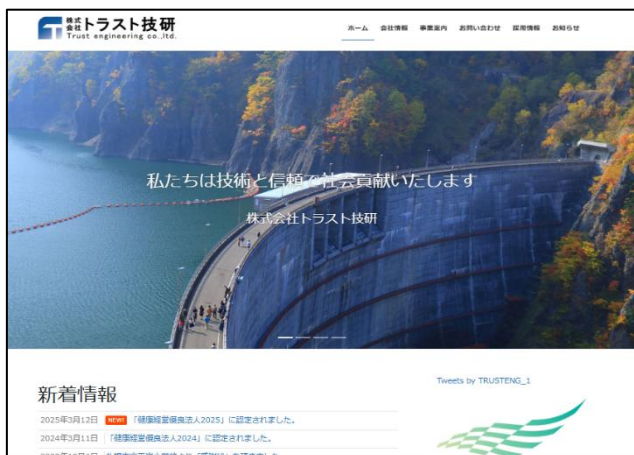 株式会社トラスト技研
Trust engineering co.,ltd.
ホーム 会社情報 事業案内 お問い合わせ 採用情報 お知らせ
私たちは技術と信頼で社会貢献いたします
株式会社トラスト技研
新着情報
2025年3月12日 NEW! 「健康経営優良法人2025」に認定されました。
2024年3月11日 「健康経営優良法人2024」に認定されました。
Tweets by TRUSTENG_1